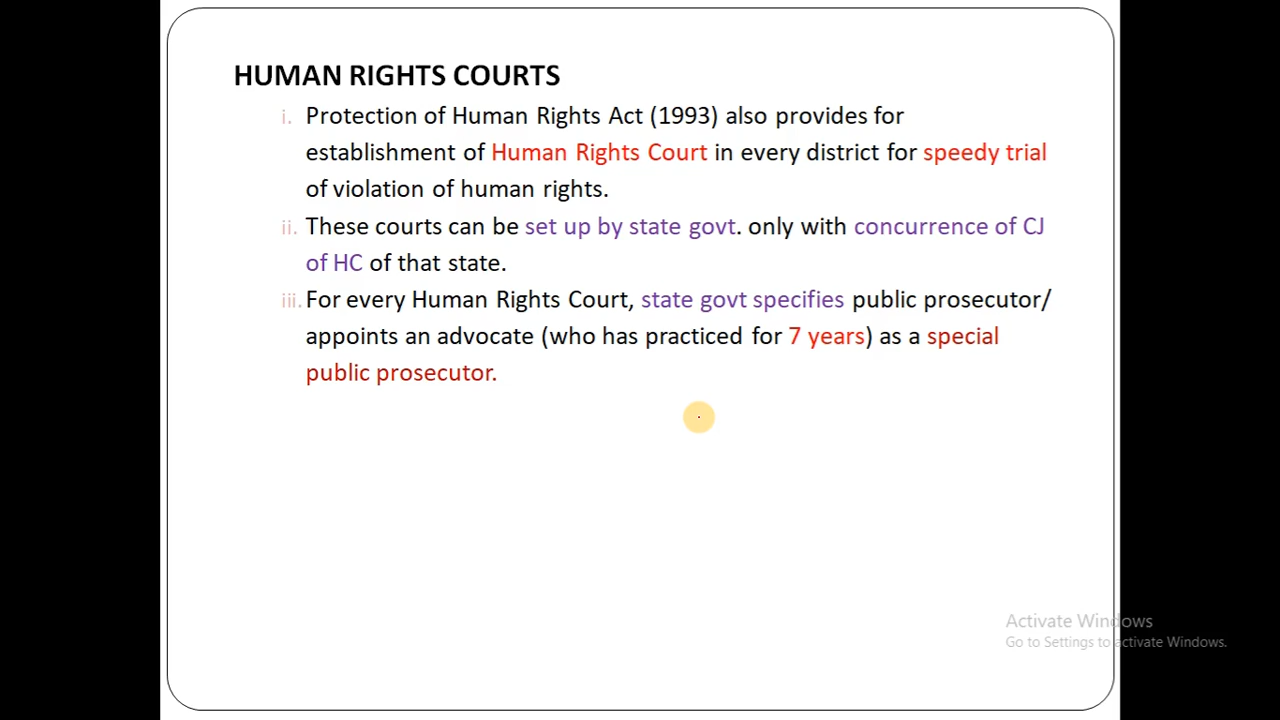 HUMAN RIGHTS COURTS
i. Protection of Human Rights Act (1993) also provides for
establishment of Human Rights Court in every district for speedy trial
of violation of human rights.
ii. These courts can be set up by state govt. only with concurrence of CJ
of HC of that state.
iii. For every Human Rights Court, state govt specifies public prosecutor/
appoints an advocate (who has practiced for 7 years) as a special
public prosecutor.
Activate Windows
Go to Settings to activate Windows.